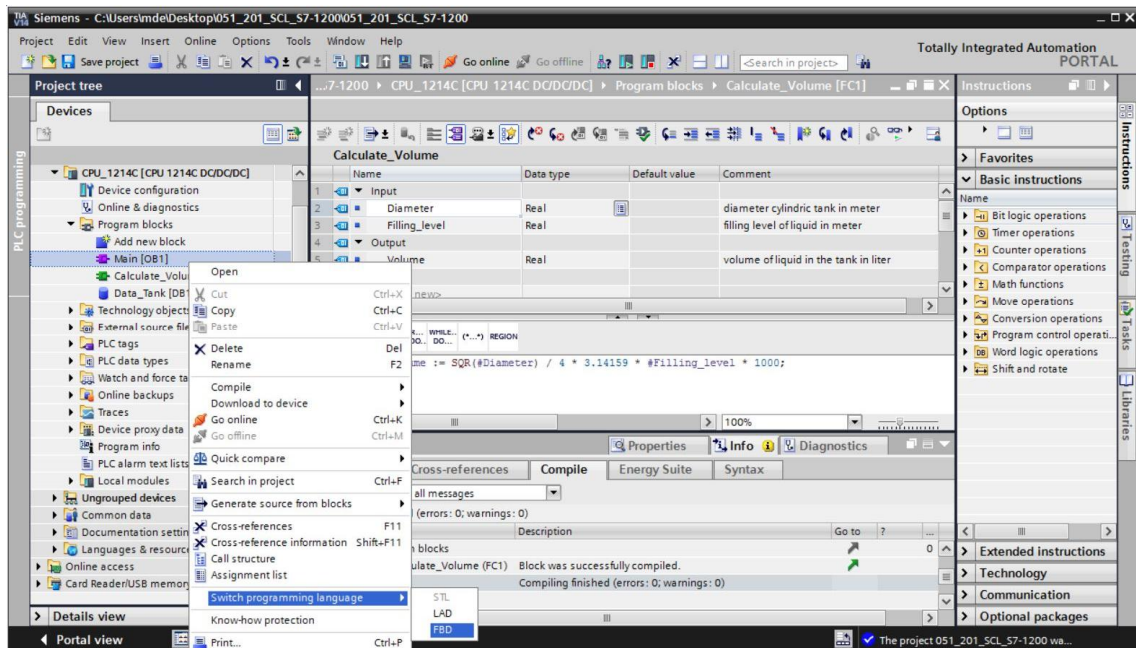 TIA V14 Siemens - C:\Users\mde\Desktop\051_201_SCL_S7-1200\051_201_SCL_S7-1200
Project Edit View Insert Online Options Tools Window Help
Totally Integrated Automation
PORTAL
Save project Go online Go offline <Search in project>
Project tree
...7-1200 CPU_1214C [CPU 1214C DC/DC/DC] Program blocks Calculate_Volume [FC1]
Instructions
Devices
Options
PLC programming
CPU_1214C [CPU 1214C DC/DC/DC]
Device configuration
Online & diagnostics
Program blocks
Add new block
Main [OB1]
Calculate_Volu
Data_Tank [DB1
Technology objects
External source file
PLC tags
PLC data types
Watch and force ta
Online backups
Traces
Device proxy data
Program info
PLC alarm text lists
Local modules
Ungrouped devices
Common data
Documentation settin
Languages & resource
Online access
Card Reader/USB memory
Details view
Portal view
Open
Cut Ctrl+X
Copy Ctrl+C
Paste Ctrl+V
Delete Del
Rename F2
Compile
Download to device
Go online Ctrl+K
Go offline Ctrl+M
Quick compare
Search in project Ctrl+F
Generate source from blocks
Cross-references F11
Cross-reference information Shift+F11
Call structure
Assignment list
Switch programming language
Know-how protection
Print... Ctrl+P
STL
LAD
FBD
Calculate_Volume
Name Data type Default value Comment
1 Input
2 Diameter Real diameter cylindric tank in meter
3 Filling_level Real filling level of liquid in meter
4 Output
5 Volume Real volume of liquid in the tank in liter
new>
R... WHILE.. (*...*) REGION
DO.. DO...
me := SQR(#Diameter) / 4 * 3.14159 * #Filling_level * 1000;
100%
Properties Info Diagnostics
Cross-references Compile Energy Suite Syntax
all messages
(errors: 0; warnings: 0)
Description Go to ? ...
blocks 0
ulate_Volume (FC1) Block was successfully compiled.
Compiling finished (errors: 0; warnings: 0)
Favorites
Basic instructions
Name
Bit logic operations
Timer operations
Counter operations
Comparator operations
Math functions
Move operations
Conversion operations
Program control operati...
Word logic operations
Shift and rotate
Extended instructions
Technology
Communication
Optional packages
Instructions
Testing
Tasks
Libraries
The project 051_201_SCL_S7-1200 wa...